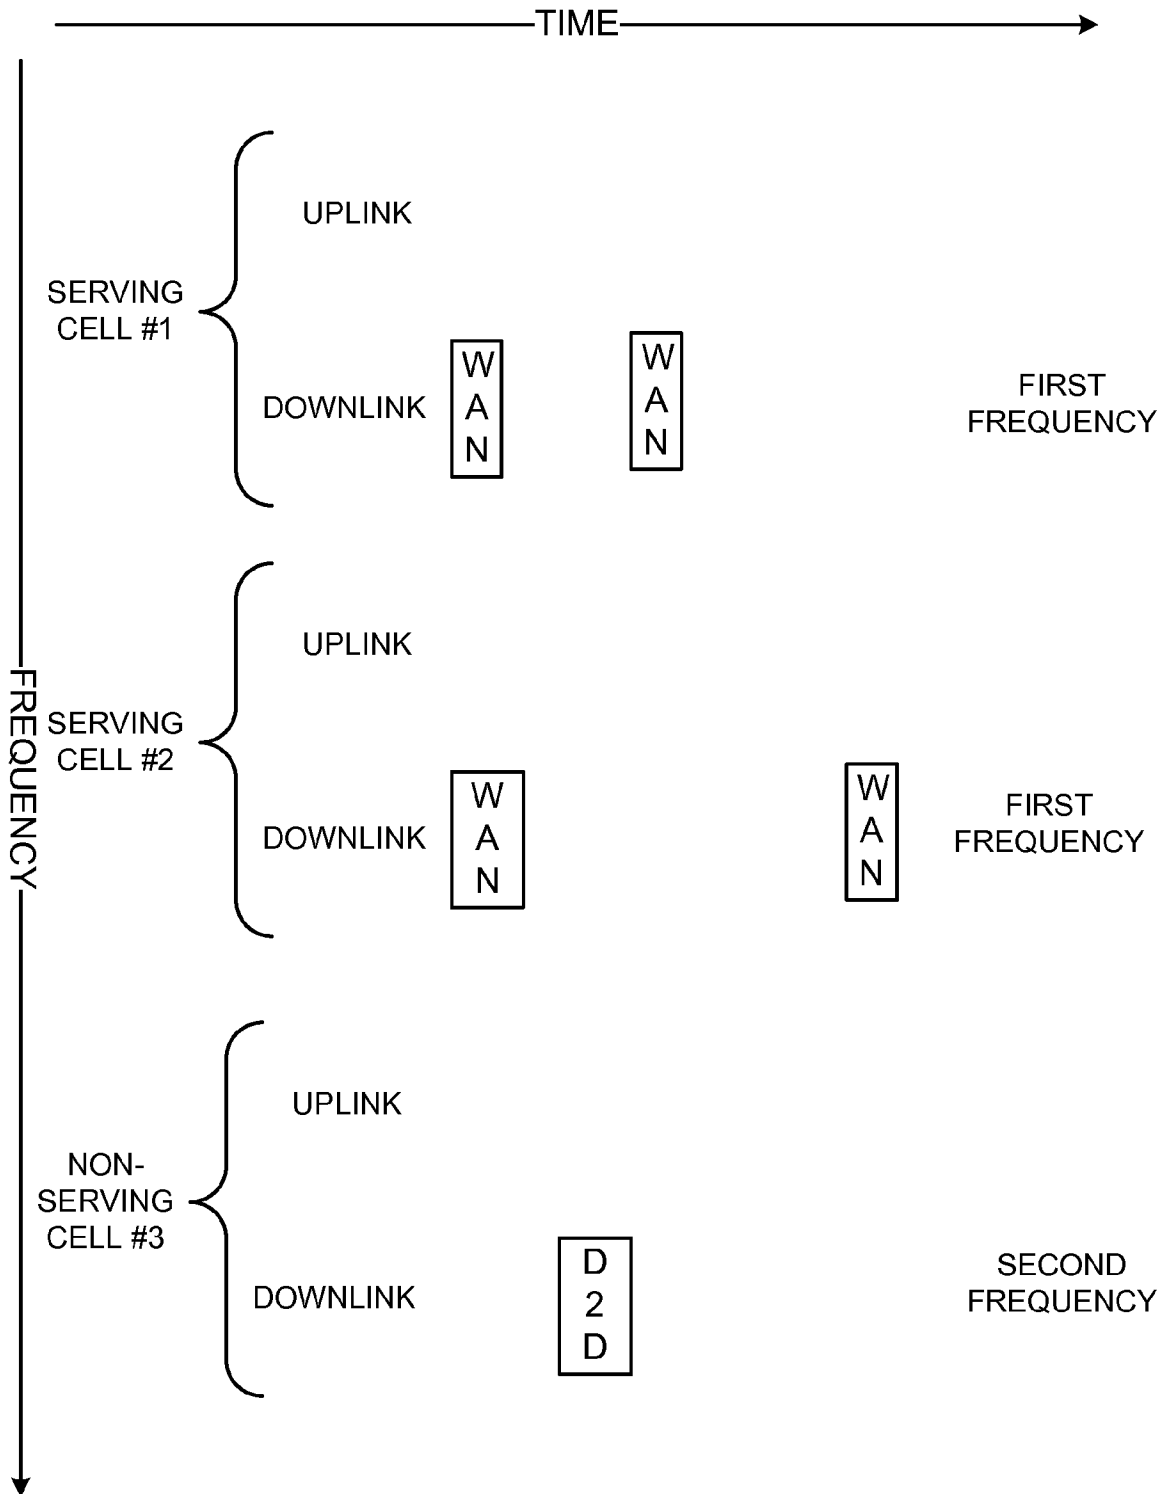 TIME
FREQUENCY
SERVING
CELL #1
UPLINK
DOWNLINK
W
A
N
W
A
N
FIRST
FREQUENCY
SERVING
CELL #2
UPLINK
DOWNLINK
W
A
N
W
A
N
FIRST
FREQUENCY
NON-
SERVING
CELL #3
UPLINK
DOWNLINK
D
2
D
SECOND
FREQUENCY